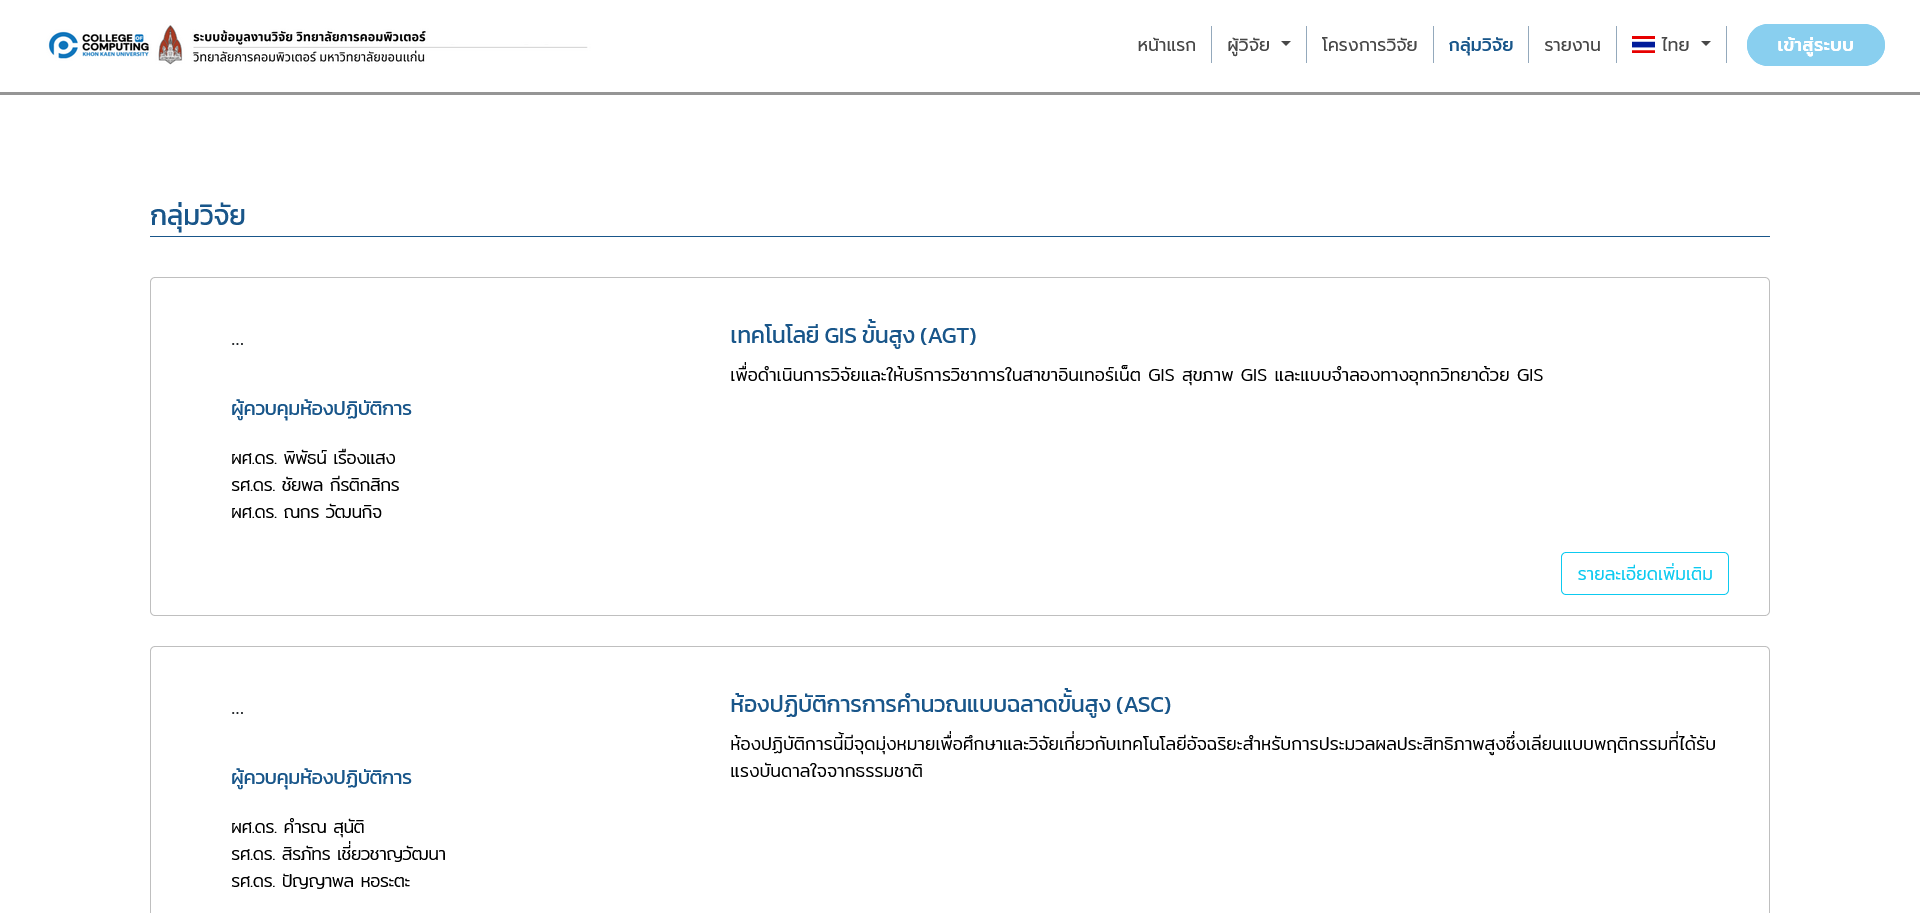 COLLEGE OF
COMPUTING
KHON KAEN UNIVERSITY
ระบบข้อมูลงานวิจัย วิทยาลัยการคอมพิวเตอร์
วิทยาลัยการคอมพิวเตอร์ มหาวิทยาลัยขอนแก่น
หน้าแรก
ผู้วิจัย
โครงการวิจัย
กลุ่มวิจัย
รายงาน
ไทย
เข้าสู่ระบบ
กลุ่มวิจัย
...
ผู้ควบคุมห้องปฏิบัติการ
ผศ.ดร. พิพัธน์ เรืองแสง
รศ.ดร. ชัยพล กีรติกสิกร
ผศ.ดร. ณกร วัฒนกิจ
เทคโนโลยี GIS ขั้นสูง (AGT)
เพื่อดำเนินการวิจัยและให้บริการวิชาการในสาขาอินเทอร์เน็ต GIS สุขภาพ GIS และแบบจำลองทางอุทกวิทยาด้วย GIS
รายละเอียดเพิ่มเติม
...
ผู้ควบคุมห้องปฏิบัติการ
ผศ.ดร. คำรณ สุนัติ
รศ.ดร. สิรภัทร เชี่ยวชาญวัฒนา
รศ.ดร. ปัญญาพล หอระตะ
ห้องปฏิบัติการการคำนวณแบบฉลาดขั้นสูง (ASC)
ห้องปฏิบัติการนี้มีจุดมุ่งหมายเพื่อศึกษาและวิจัยเกี่ยวกับเทคโนโลยีอัจฉริยะสำหรับการประมวลผลประสิทธิภาพสูงซึ่งเลียนแบบพฤติกรรมที่ได้รับ
แรงบันดาลใจจากธรรมชาติ